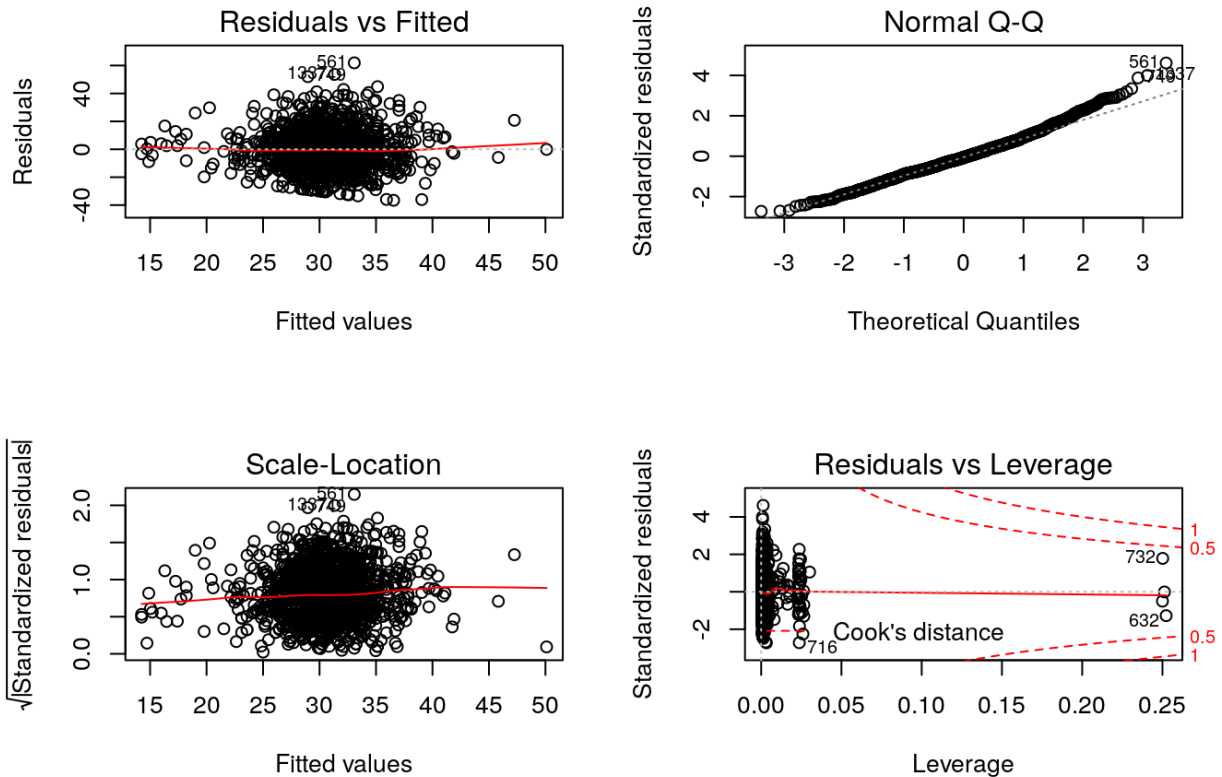 Residuals vs Fitted
Residuals
40
0
-40
561
749
15 20 25 30 35 40 45 50
Fitted values
Normal Q-Q
Standardized residuals
4
2
0
-2
561
-3 -2 -1 0 1 2 3
Theoretical Quantiles
Scale-Location
√|Standardized residuals|
2.0
1.0
0.0
561
749
15 20 25 30 35 40 45 50
Fitted values
Residuals vs Leverage
Standardized residuals
4
2
0
-2
1
0.5
732
632
0.5
1
Cook's distance
716
0.00 0.05 0.10 0.15 0.20 0.25
Leverage